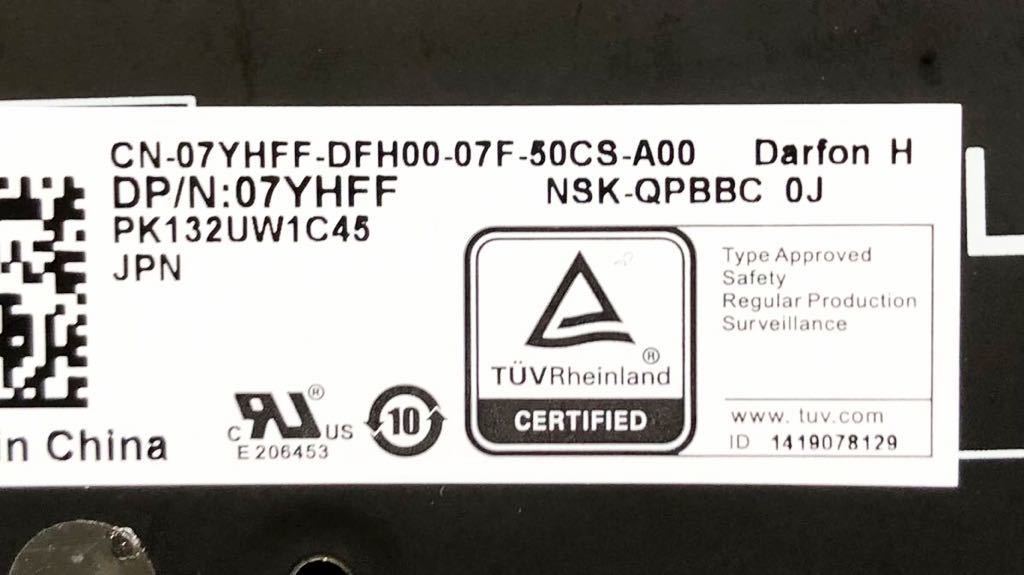 CN-07YHFF-DFH00-07F-50CS-A00 Darfon H
DP/N:07YHFF NSK-QPBBC 0J
PK132UW1C45
JPN
Type Approved
Safety
Regular Production
Surveillance
®
TÜVRheinland
CERTIFIED
www.tuv.com
ID 1419078129
®
c RU US
E206453
10
in China